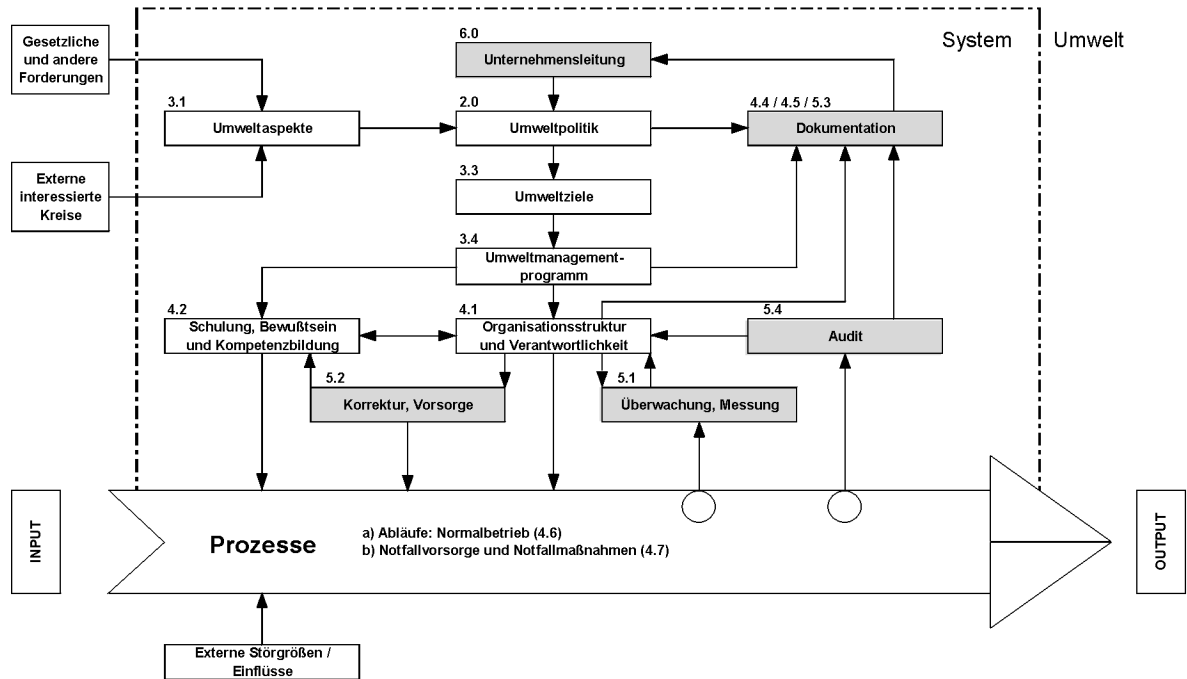 System
Umwelt
Gesetzliche
und andere
Forderungen
6.0
Unternehmensleitung
3.1
Umweltaspekte
2.0
Umweltpolitik
4.4 / 4.5 / 5.3
Dokumentation
Externe
interessierte
Kreise
3.3
Umweltziele
3.4
Umweltmanagement-
programm
4.2
Schulung, Bewußtsein
und Kompetenzbildung
4.1
Organisationsstruktur
und Verantwortlichkeit
5.4
Audit
5.2
Korrektur, Vorsorge
5.1
Überwachung, Messung
INPUT
Prozesse
a) Abläufe: Normalbetrieb (4.6)
b) Notfallvorsorge und Notfallmaßnahmen (4.7)
OUTPUT
Externe Störgrößen /
Einflüsse